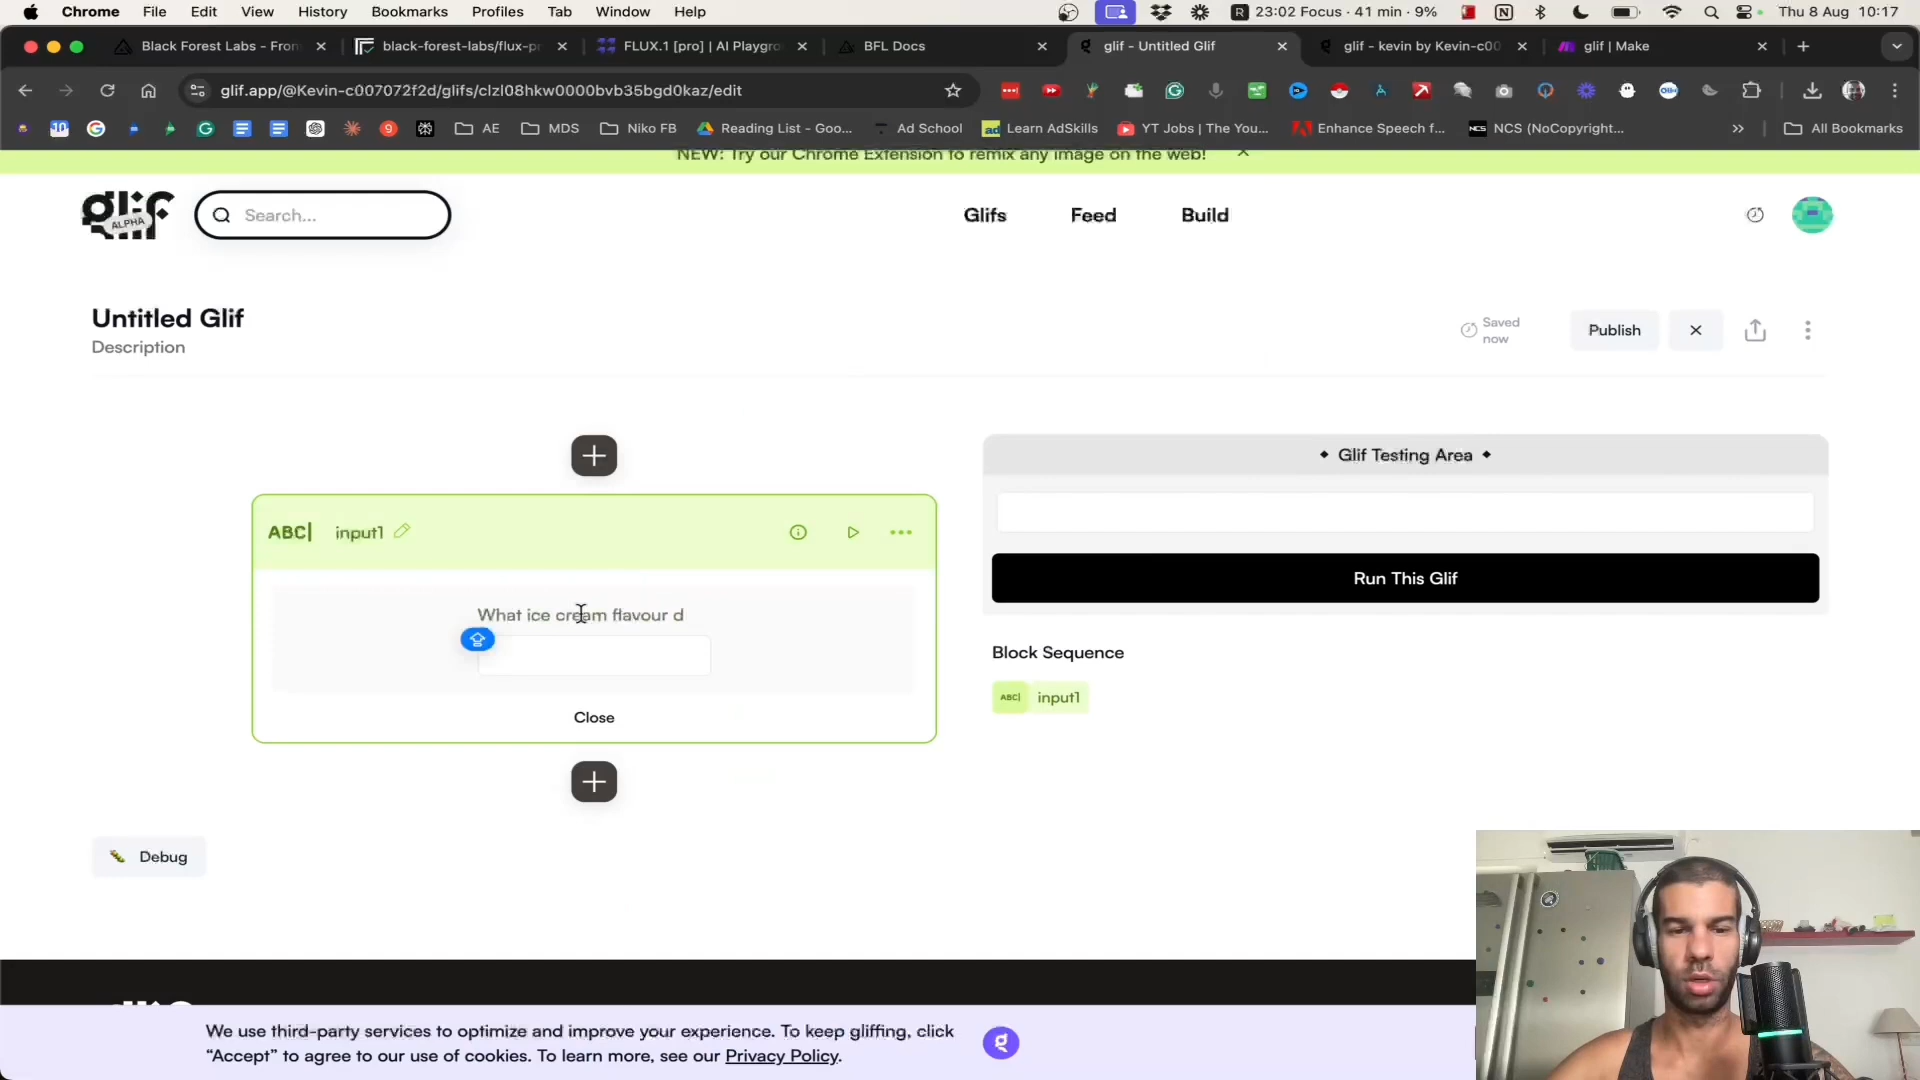 Chrome File Edit View History Bookmarks Profiles Tab Window Help 23:02 Focus · 41 min · 9% Thu 8 Aug 10:17
Black Forest Labs - Fron black-forest-labs/flux-pr FLUX.1 [pro] | AI Playgro BFL Docs glif - Untitled Glif glif - kevin by Kevin-c00 glif | Make
glif.app/@Kevin-c007072f2d/glifs/clzl08hkw0000bvb35bgd0kaz/edit
AE MDS Niko FB Reading List - Goo... Ad School Learn AdSkills YT Jobs | The You... Enhance Speech f... NCS (NoCopyright... All Bookmarks
NEW: Try our Chrome Extension to remix any image on the web!
glif ALPHA Search... Glifs Feed Build
Untitled Glif
Description
Saved now
Publish
Glif Testing Area
ABC| input1
Run This Glif
What ice cream flavour d
Block Sequence
ABC| input1
Close
Debug
We use third-party services to optimize and improve your experience. To keep gliffing, click
“Accept” to agree to our use of cookies. To learn more, see our Privacy Policy.